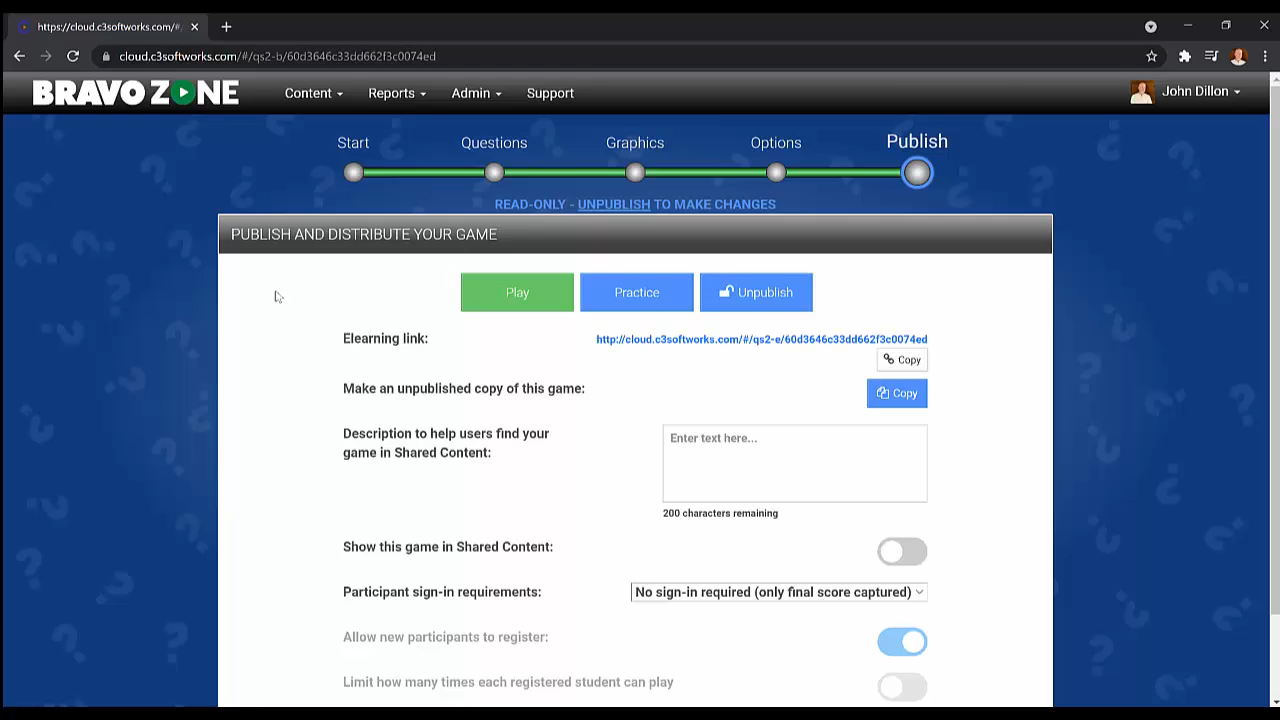 https://cloud.c3softworks.com/#/
cloud.c3softworks.com/#/qs2-b/60d3646c33dd662f3c0074ed
BRAVO ZONE Content Reports Admin Support John Dillon
Start Questions Graphics Options Publish
READ-ONLY - UNPUBLISH TO MAKE CHANGES
PUBLISH AND DISTRIBUTE YOUR GAME
Play Practice Unpublish
Elearning link: http://cloud.c3softworks.com/#/qs2-e/60d3646c33dd662f3c0074ed
Copy
Make an unpublished copy of this game: Copy
Description to help users find your
game in Shared Content:
Enter text here...
200 characters remaining
Show this game in Shared Content:
Participant sign-in requirements: No sign-in required (only final score captured)
Allow new participants to register:
Limit how many times each registered student can play